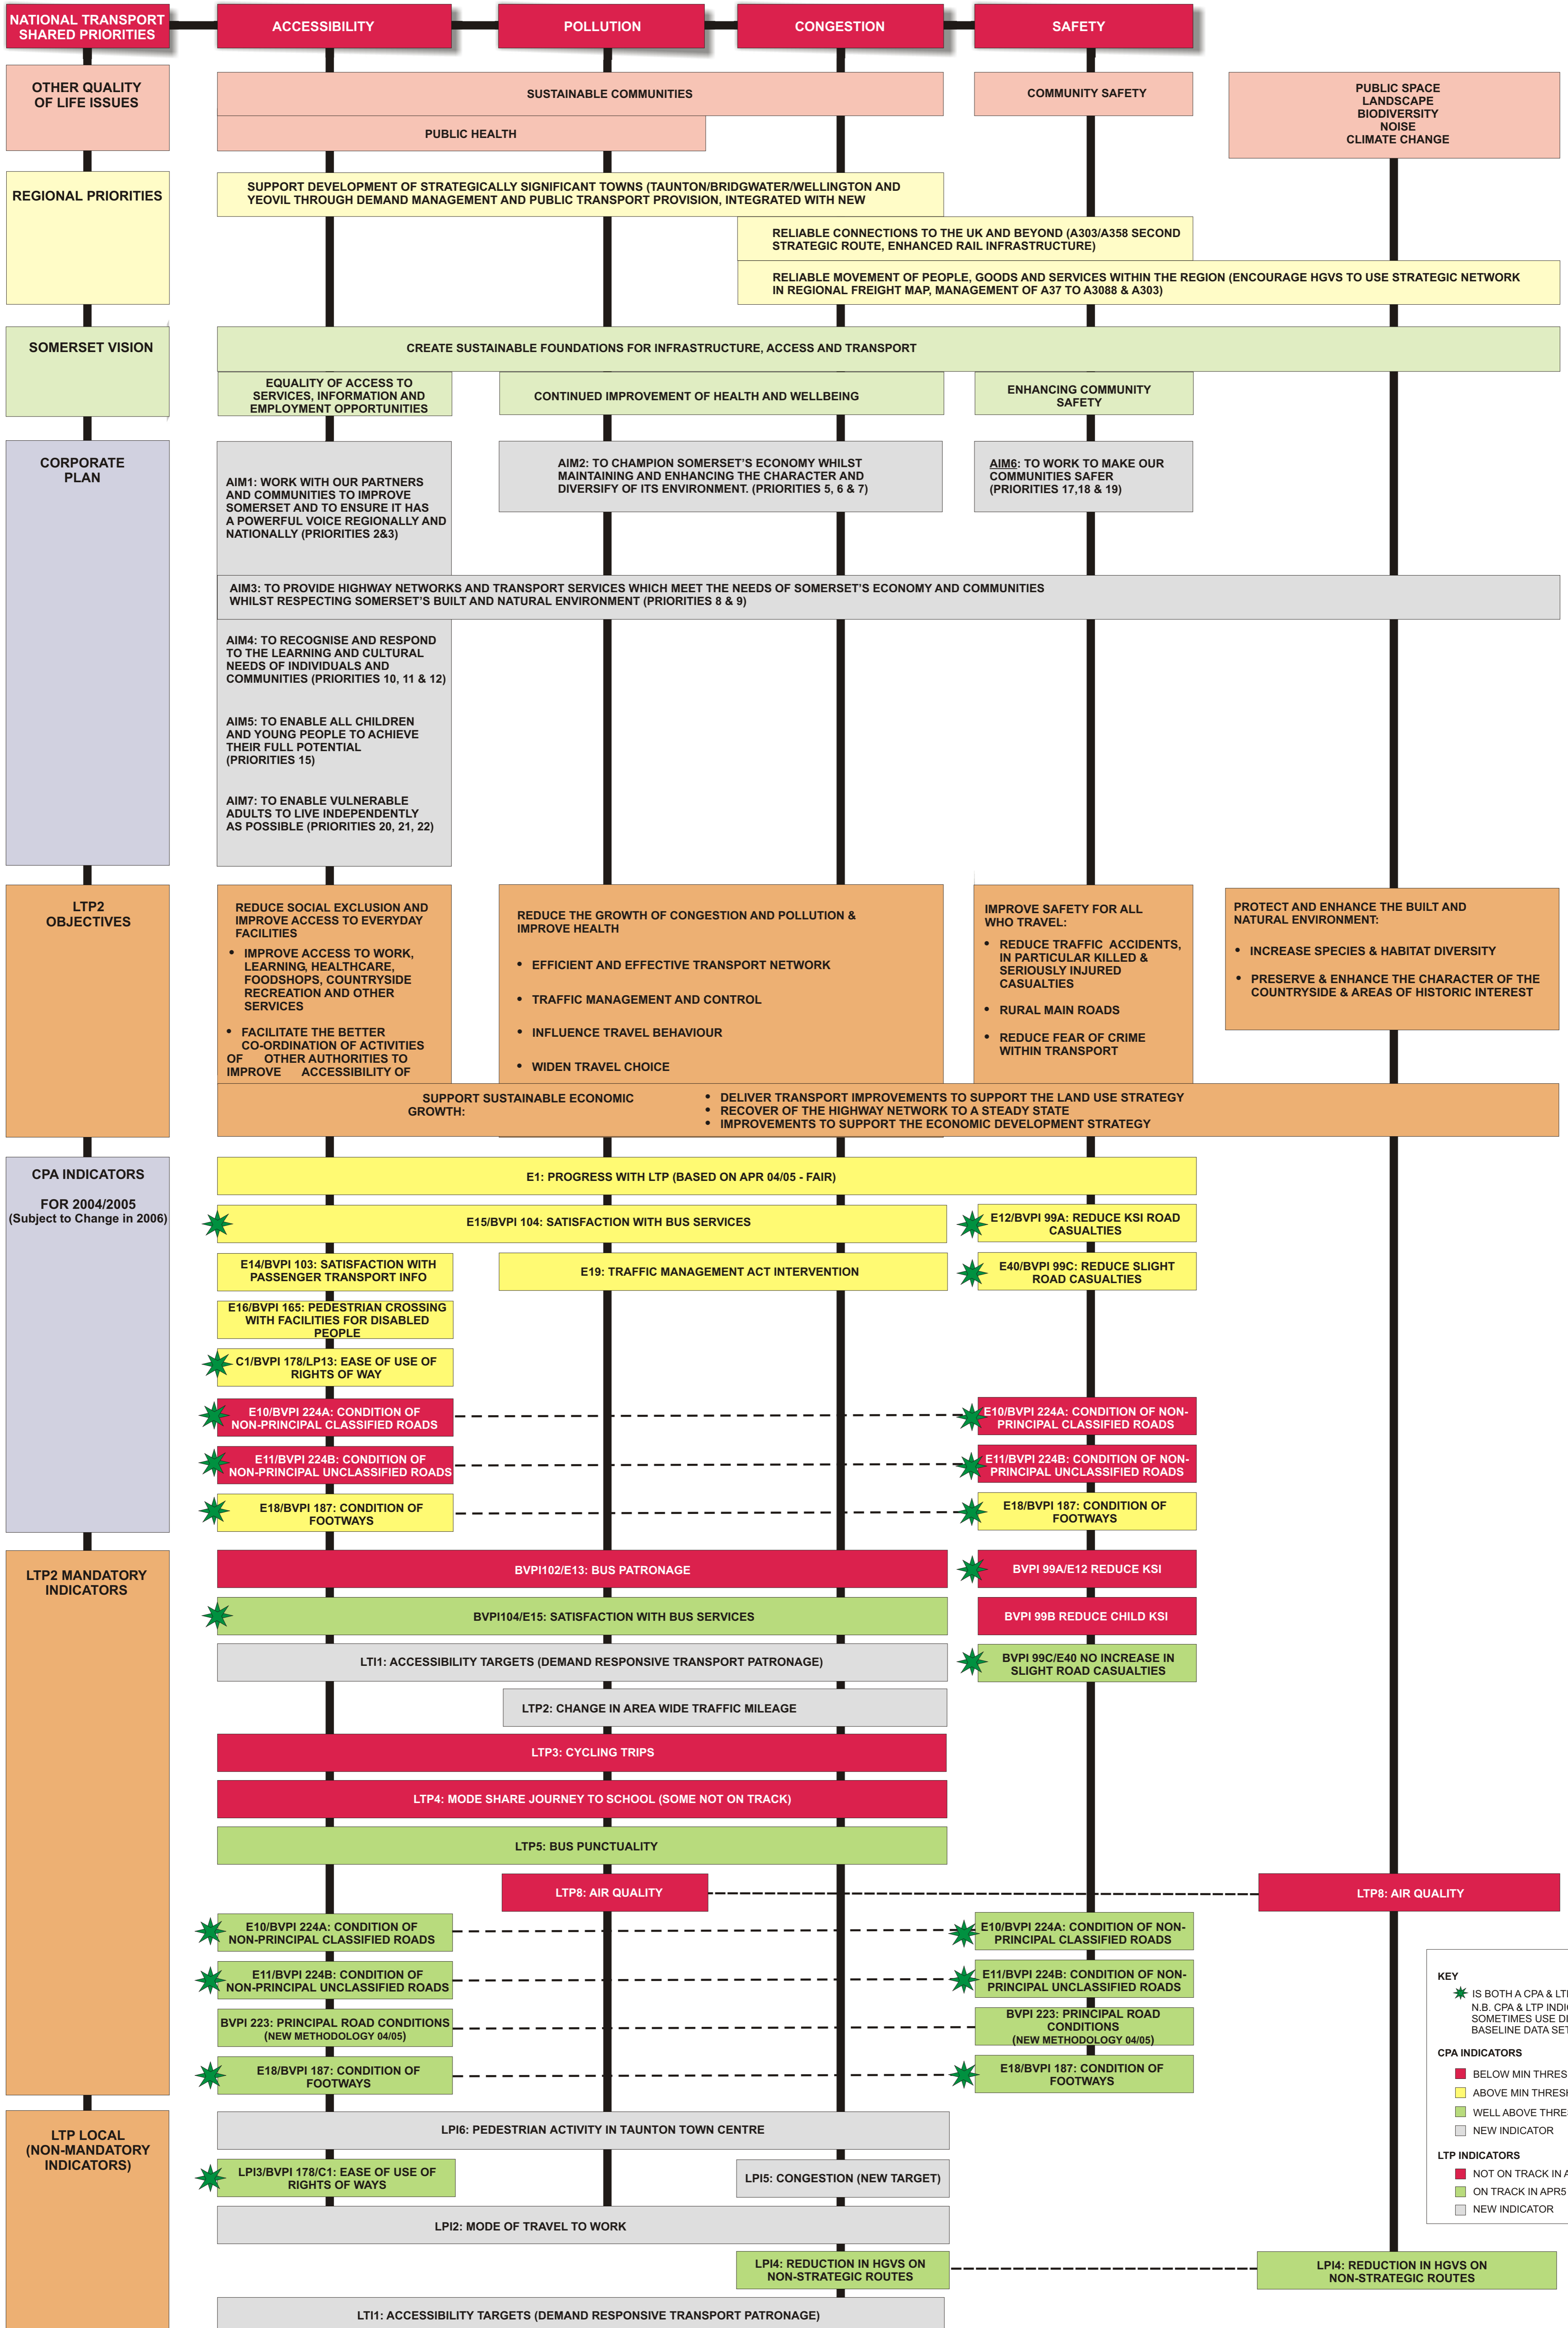 NATIONAL TRANSPORT
SHARED PRIORITIES
ACCESSIBILITY
POLLUTION
CONGESTION
SAFETY
OTHER QUALITY
OF LIFE ISSUES
SUSTAINABLE COMMUNITIES
COMMUNITY SAFETY
PUBLIC SPACE
LANDSCAPE
BIODIVERSITY
NOISE
CLIMATE CHANGE
PUBLIC HEALTH
REGIONAL PRIORITIES
SUPPORT DEVELOPMENT OF STRATEGICALLY SIGNIFICANT TOWNS (TAUNTON/BRIDGWATER/WELLINGTON AND
YEOVIL THROUGH DEMAND MANAGEMENT AND PUBLIC TRANSPORT PROVISION, INTEGRATED WITH NEW
RELIABLE CONNECTIONS TO THE UK AND BEYOND (A303/A358 SECOND
STRATEGIC ROUTE, ENHANCED RAIL INFRASTRUCTURE)
RELIABLE MOVEMENT OF PEOPLE, GOODS AND SERVICES WITHIN THE REGION (ENCOURAGE HGVS TO USE STRATEGIC NETWORK
IN REGIONAL FREIGHT MAP, MANAGEMENT OF A37 TO A3088 & A303)
SOMERSET VISION
CREATE SUSTAINABLE FOUNDATIONS FOR INFRASTRUCTURE, ACCESS AND TRANSPORT
EQUALITY OF ACCESS TO
SERVICES, INFORMATION AND
EMPLOYMENT OPPORTUNITIES
CONTINUED IMPROVEMENT OF HEALTH AND WELLBEING
ENHANCING COMMUNITY
SAFETY
CORPORATE
PLAN
AIM1: WORK WITH OUR PARTNERS
AND COMMUNITIES TO IMPROVE
SOMERSET AND TO ENSURE IT HAS
A POWERFUL VOICE REGIONALLY AND
NATIONALLY (PRIORITIES 2&3)
AIM2: TO CHAMPION SOMERSET'S ECONOMY WHILST
MAINTAINING AND ENHANCING THE CHARACTER AND
DIVERSIFY OF ITS ENVIRONMENT. (PRIORITIES 5, 6 & 7)
AIM6: TO WORK TO MAKE OUR
COMMUNITIES SAFER
(PRIORITIES 17,18 & 19)
AIM3: TO PROVIDE HIGHWAY NETWORKS AND TRANSPORT SERVICES WHICH MEET THE NEEDS OF SOMERSET'S ECONOMY AND COMMUNITIES
WHILST RESPECTING SOMERSET'S BUILT AND NATURAL ENVIRONMENT (PRIORITIES 8 & 9)
AIM4: TO RECOGNISE AND RESPOND
TO THE LEARNING AND CULTURAL
NEEDS OF INDIVIDUALS AND
COMMUNITIES (PRIORITIES 10, 11 & 12)
AIM5: TO ENABLE ALL CHILDREN
AND YOUNG PEOPLE TO ACHIEVE
THEIR FULL POTENTIAL
(PRIORITIES 15)
AIM7: TO ENABLE VULNERABLE
ADULTS TO LIVE INDEPENDENTLY
AS POSSIBLE (PRIORITIES 20, 21, 22)
LTP2
OBJECTIVES
REDUCE SOCIAL EXCLUSION AND
IMPROVE ACCESS TO EVERYDAY
FACILITIES
• IMPROVE ACCESS TO WORK,
LEARNING, HEALTHCARE,
FOODSHOPS, COUNTRYSIDE
RECREATION AND OTHER
SERVICES
• FACILITATE THE BETTER
CO-ORDINATION OF ACTIVITIES
OF OTHER AUTHORITIES TO
IMPROVE ACCESSIBILITY OF
REDUCE THE GROWTH OF CONGESTION AND POLLUTION &
IMPROVE HEALTH
• EFFICIENT AND EFFECTIVE TRANSPORT NETWORK
• TRAFFIC MANAGEMENT AND CONTROL
• INFLUENCE TRAVEL BEHAVIOUR
• WIDEN TRAVEL CHOICE
IMPROVE SAFETY FOR ALL
WHO TRAVEL:
• REDUCE TRAFFIC ACCIDENTS,
IN PARTICULAR KILLED &
SERIOUSLY INJURED
CASUALTIES
• RURAL MAIN ROADS
• REDUCE FEAR OF CRIME
WITHIN TRANSPORT
PROTECT AND ENHANCE THE BUILT AND
NATURAL ENVIRONMENT:
• INCREASE SPECIES & HABITAT DIVERSITY
• PRESERVE & ENHANCE THE CHARACTER OF THE
COUNTRYSIDE & AREAS OF HISTORIC INTEREST
SUPPORT SUSTAINABLE ECONOMIC
GROWTH:
• DELIVER TRANSPORT IMPROVEMENTS TO SUPPORT THE LAND USE STRATEGY
• RECOVER OF THE HIGHWAY NETWORK TO A STEADY STATE
• IMPROVEMENTS TO SUPPORT THE ECONOMIC DEVELOPMENT STRATEGY
CPA INDICATORS
FOR 2004/2005
(Subject to Change in 2006)
E1: PROGRESS WITH LTP (BASED ON APR 04/05 - FAIR)
E15/BVPI 104: SATISFACTION WITH BUS SERVICES
E12/BVPI 99A: REDUCE KSI ROAD
CASUALTIES
E14/BVPI 103: SATISFACTION WITH
PASSENGER TRANSPORT INFO
E19: TRAFFIC MANAGEMENT ACT INTERVENTION
E40/BVPI 99C: REDUCE SLIGHT
ROAD CASUALTIES
E16/BVPI 165: PEDESTRIAN CROSSING
WITH FACILITIES FOR DISABLED
PEOPLE
C1/BVPI 178/LP13: EASE OF USE OF
RIGHTS OF WAY
E10/BVPI 224A: CONDITION OF
NON-PRINCIPAL CLASSIFIED ROADS
E10/BVPI 224A: CONDITION OF NON-
PRINCIPAL CLASSIFIED ROADS
E11/BVPI 224B: CONDITION OF
NON-PRINCIPAL UNCLASSIFIED ROADS
E11/BVPI 224B: CONDITION OF NON-
PRINCIPAL UNCLASSIFIED ROADS
E18/BVPI 187: CONDITION OF
FOOTWAYS
E18/BVPI 187: CONDITION OF
FOOTWAYS
LTP2 MANDATORY
INDICATORS
BVPI102/E13: BUS PATRONAGE
BVPI 99A/E12 REDUCE KSI
BVPI104/E15: SATISFACTION WITH BUS SERVICES
BVPI 99B REDUCE CHILD KSI
LTI1: ACCESSIBILITY TARGETS (DEMAND RESPONSIVE TRANSPORT PATRONAGE)
BVPI 99C/E40 NO INCREASE IN
SLIGHT ROAD CASUALTIES
LTP2: CHANGE IN AREA WIDE TRAFFIC MILEAGE
LTP3: CYCLING TRIPS
LTP4: MODE SHARE JOURNEY TO SCHOOL (SOME NOT ON TRACK)
LTP5: BUS PUNCTUALITY
LTP8: AIR QUALITY
LTP8: AIR QUALITY
E10/BVPI 224A: CONDITION OF
NON-PRINCIPAL CLASSIFIED ROADS
E10/BVPI 224A: CONDITION OF NON-
PRINCIPAL CLASSIFIED ROADS
E11/BVPI 224B: CONDITION OF
NON-PRINCIPAL UNCLASSIFIED ROADS
E11/BVPI 224B: CONDITION OF NON-
PRINCIPAL UNCLASSIFIED ROADS
BVPI 223: PRINCIPAL ROAD CONDITIONS
(NEW METHODOLOGY 04/05)
BVPI 223: PRINCIPAL ROAD
CONDITIONS
(NEW METHODOLOGY 04/05)
E18/BVPI 187: CONDITION OF
FOOTWAYS
E18/BVPI 187: CONDITION OF
FOOTWAYS
KEY
IS BOTH A CPA & LTP
N.B. CPA & LTP INDI
SOMETIMES USE DI
BASELINE DATA SET
CPA INDICATORS
BELOW MIN THRES
ABOVE MIN THRESH
WELL ABOVE THRE
NEW INDICATOR
LTP INDICATORS
NOT ON TRACK IN A
ON TRACK IN APR5
NEW INDICATOR
LTP LOCAL
(NON-MANDATORY
INDICATORS)
LPI6: PEDESTRIAN ACTIVITY IN TAUNTON TOWN CENTRE
LPI3/BVPI 178/C1: EASE OF USE OF
RIGHTS OF WAYS
LPI5: CONGESTION (NEW TARGET)
LPI2: MODE OF TRAVEL TO WORK
LPI4: REDUCTION IN HGVS ON
NON-STRATEGIC ROUTES
LPI4: REDUCTION IN HGVS ON
NON-STRATEGIC ROUTES
LTI1: ACCESSIBILITY TARGETS (DEMAND RESPONSIVE TRANSPORT PATRONAGE)